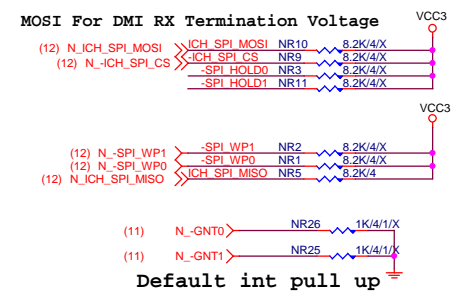 MOSI For DMI RX Termination Voltage VCC3
(12) N_ICH_SPI_MOSI ICH_SPI_MOSI NR10 8.2K/4/X
(12) N_-ICH_SPI_CS -ICH_SPI_CS NR9 8.2K/4/X
-SPI_HOLD0 NR3 8.2K/4/X
-SPI_HOLD1 NR11 8.2K/4/X
VCC3
(12) N_-SPI_WP1 -SPI_WP1 NR2 8.2K/4/X
(12) N_-SPI_WP0 -SPI_WP0 NR1 8.2K/4/X
(12) N_ICH_SPI_MISO ICH_SPI_MISO NR5 8.2K/4
(11) N_-GNT0 NR26 1K/4/1/X
(11) N_-GNT1 NR25 1K/4/1/X
Default int pull up